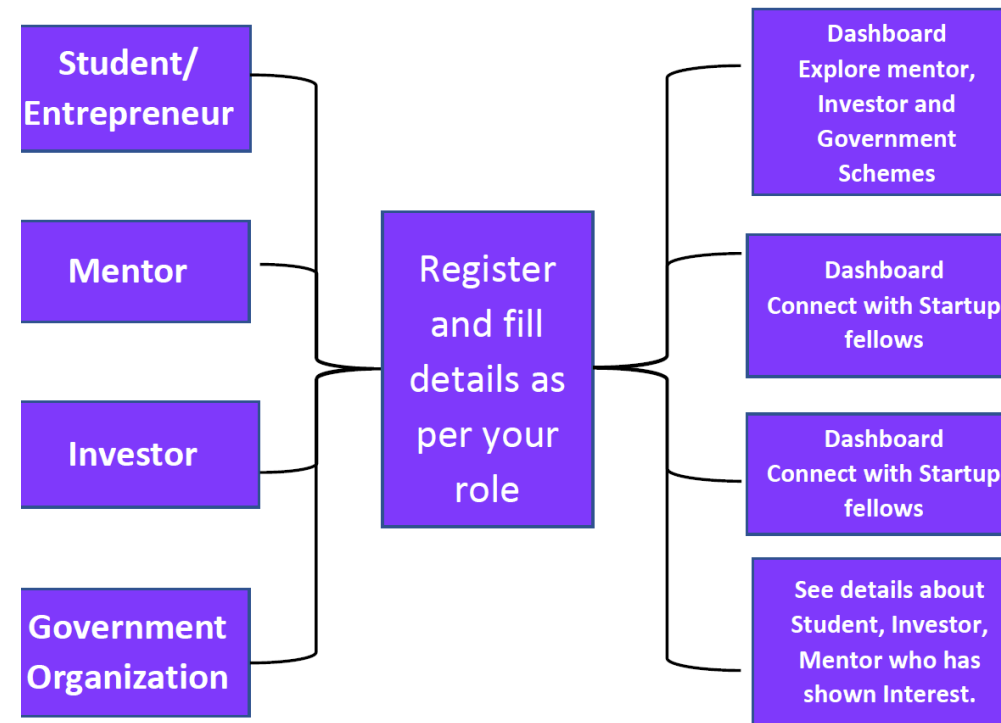 Student/
Entrepreneur
Mentor
Investor
Government
Organization
Register
and fill
details as
per your
role
Dashboard
Explore mentor,
Investor and
Government
Schemes
Dashboard
Connect with Startup
fellows
Dashboard
Connect with Startup
fellows
See details about
Student, Investor,
Mentor who has
shown Interest.